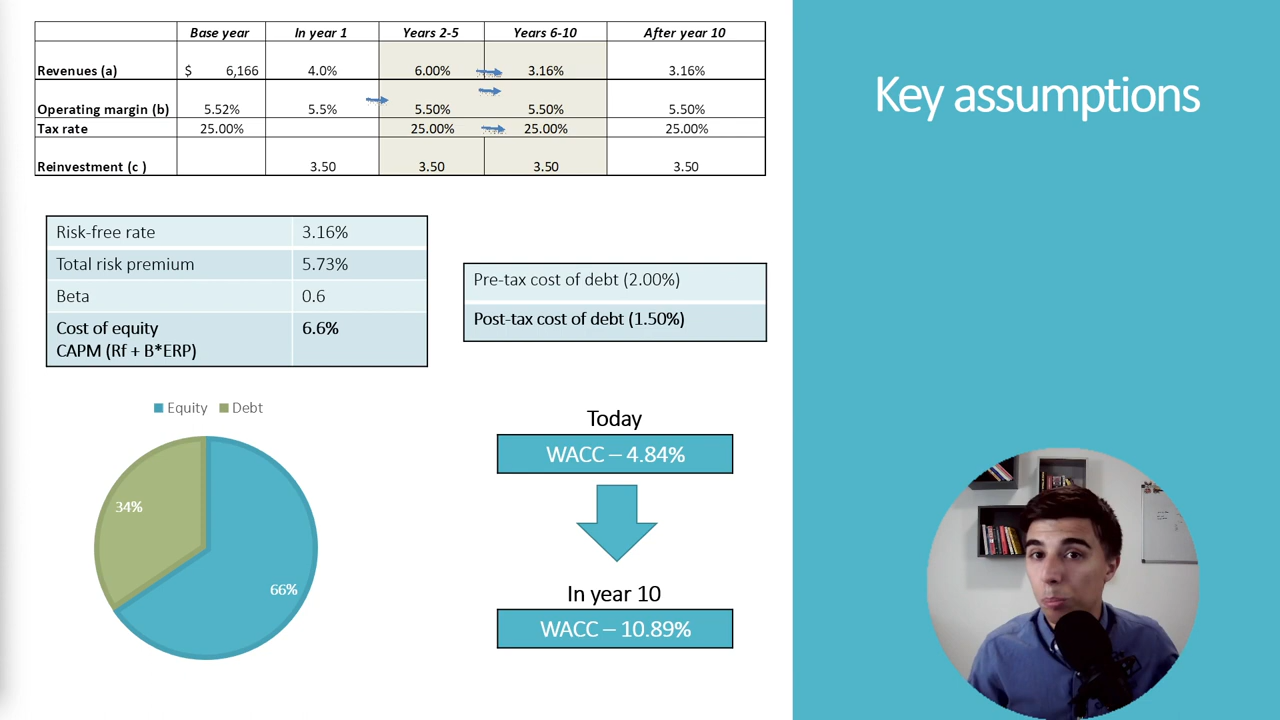 Base year In year 1 Years 2-5 Years 6-10 After year 10
Revenues (a) $ 6,166 4.0% 6.00% 3.16% 3.16%
Operating margin (b) 5.52% 5.5% 5.50% 5.50% 5.50%
Tax rate 25.00% 25.00% 25.00% 25.00%
Reinvestment (c ) 3.50 3.50 3.50 3.50
Key assumptions
Risk-free rate 3.16%
Total risk premium 5.73%
Beta 0.6
Cost of equity 6.6%
CAPM (Rf + B*ERP)
Pre-tax cost of debt (2.00%)
Post-tax cost of debt (1.50%)
Equity Debt
34%
66%
Today
WACC – 4.84%
In year 10
WACC – 10.89%